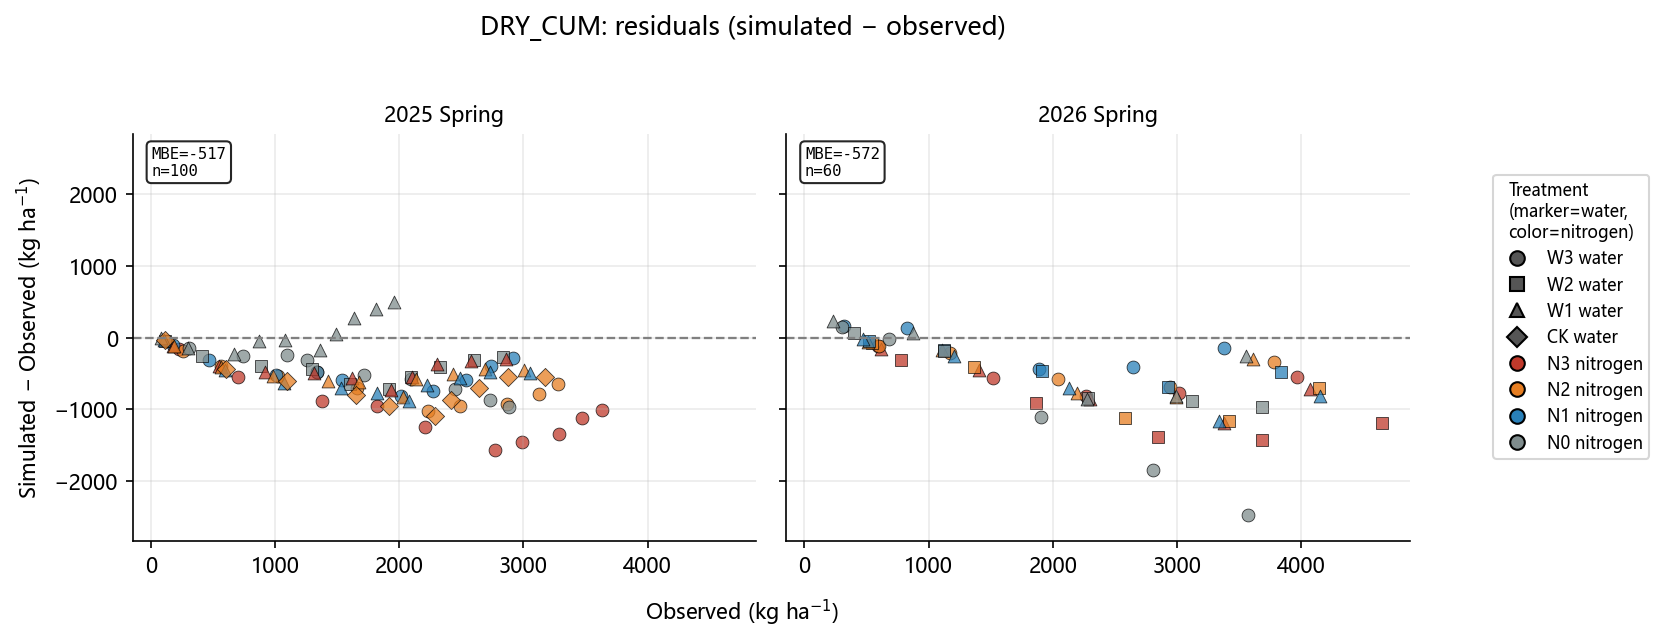 DRY_CUM: residuals (simulated − observed)
2025 Spring
2026 Spring
MBE=-517
n=100
MBE=-572
n=60
Simulated − Observed (kg ha⁻¹)
2000
1000
0
−1000
−2000
0
1000
2000
3000
4000
0
1000
2000
3000
4000
Observed (kg ha⁻¹)
Treatment
(marker=water,
color=nitrogen)
W3 water
W2 water
W1 water
CK water
N3 nitrogen
N2 nitrogen
N1 nitrogen
N0 nitrogen